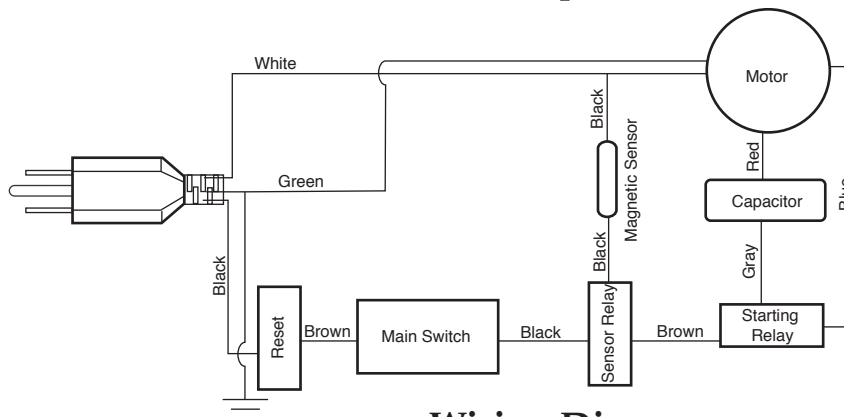 White
Motor
Black
Magnetic Sensor
Red
Green
Capacitor
Black
Black
Gray
Reset
Brown
Main Switch
Black
Sensor Relay
Brown
Starting
Relay